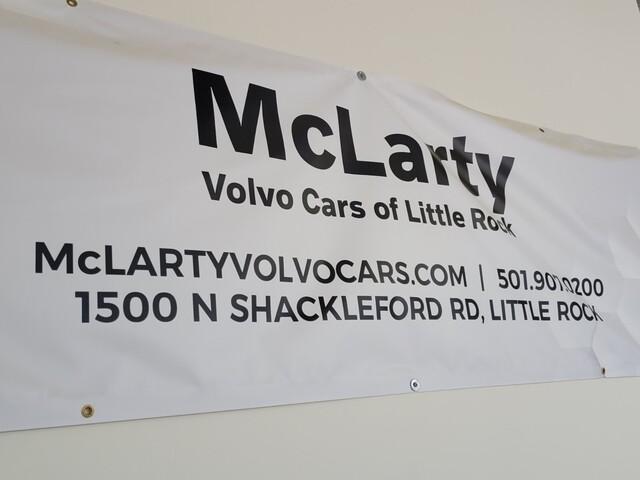 McLarty
Volvo Cars of Little Rock
McLARTYVOLVOCARS.COM |
1500 N SHACKLEFORD RD, LITTLE ROCK